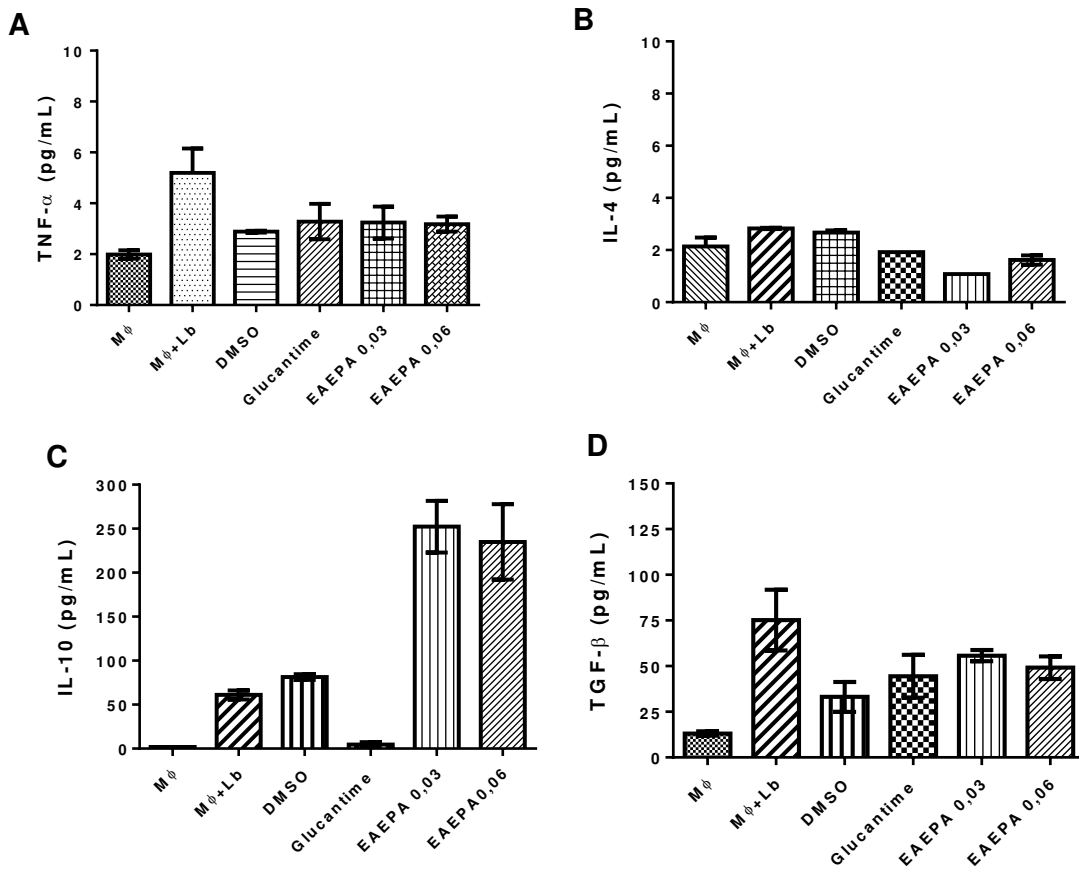 A
TNF-α (pg/mL)
10
8
6
4
2
0
Mϕ
Mϕ+Lb
DMSO
Glucantime
EAEPA 0,03
EAEPA 0,06
B
IL-4 (pg/mL)
10
8
6
4
2
0
Mϕ
Mϕ+Lb
DMSO
Glucantime
EAEPA 0,03
EAEPA 0,06
C
IL-10 (pg/mL)
300
250
200
150
100
50
0
Mϕ
Mϕ+Lb
DMSO
Glucantime
EAEPA 0,03
EAEPA0,06
D
TGF-β (pg/mL)
150
100
75
50
25
0
Mϕ
Mϕ+Lb
DMSO
Glucantime
EAEPA 0,03
EAEPA 0,06